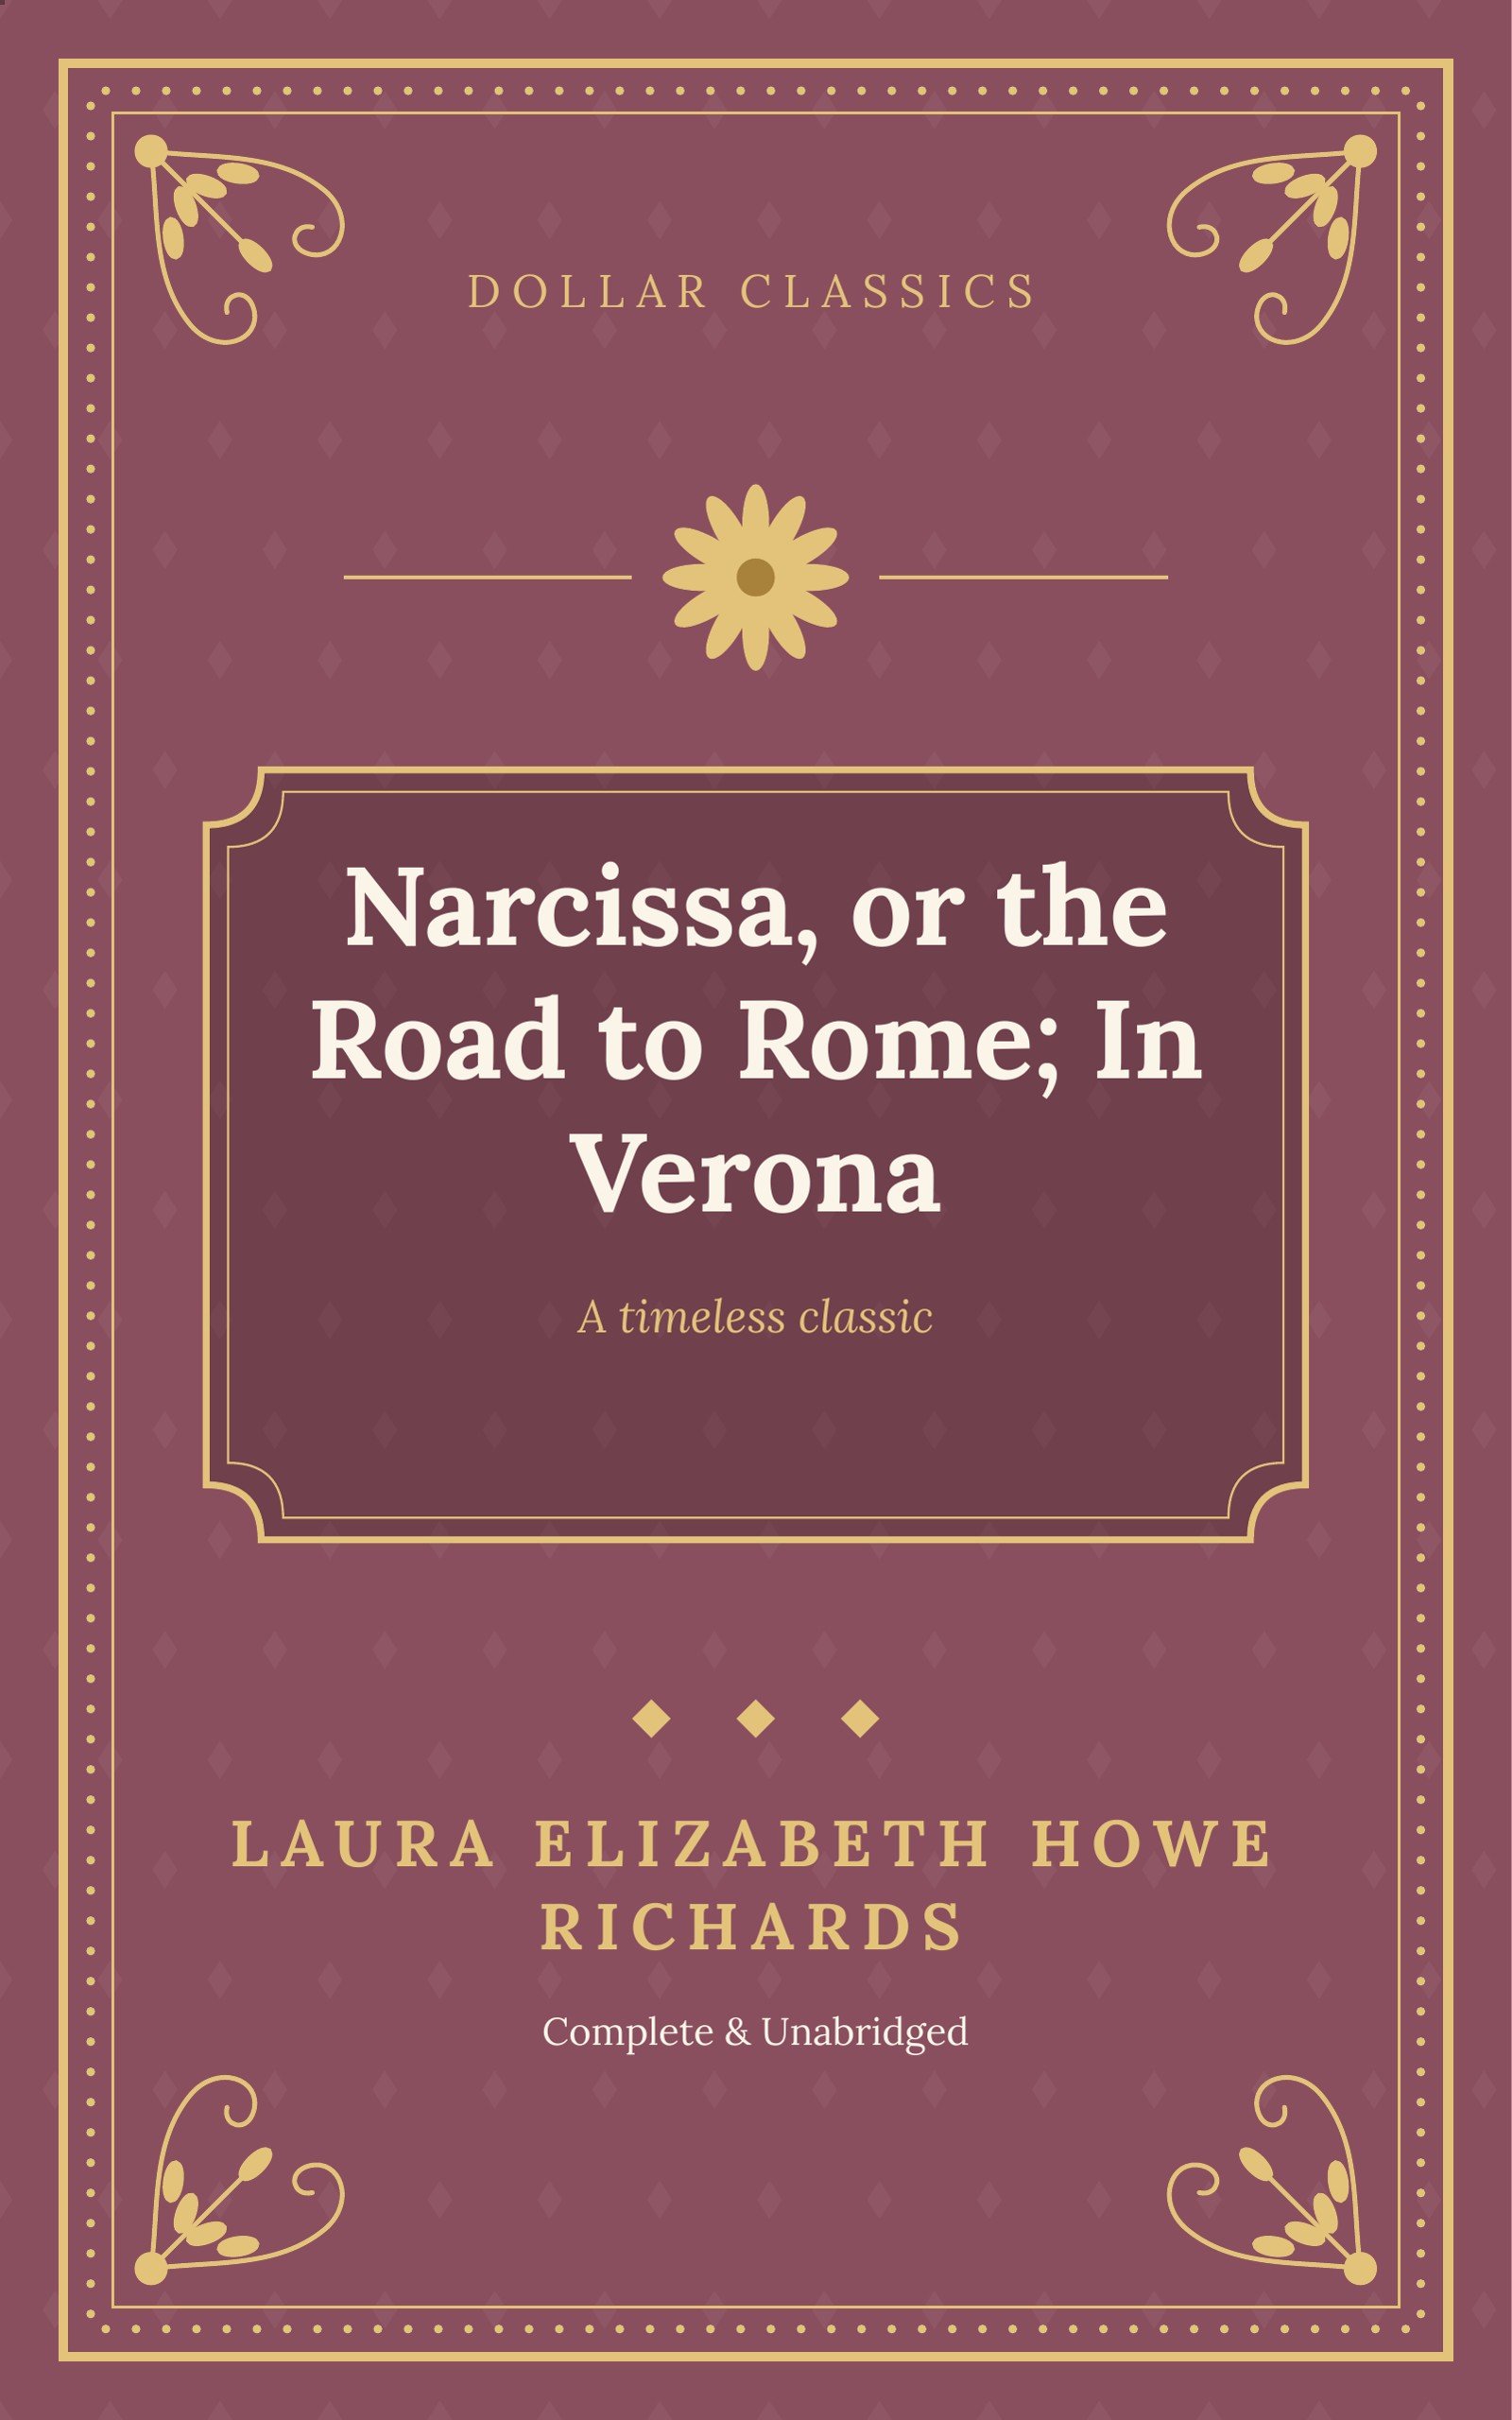 DOLLAR CLASSICS
Narcissa, or the
Road to Rome; In
Verona
A timeless classic
LAURA ELIZABETH HOWE
RICHARDS
Complete & Unabridged